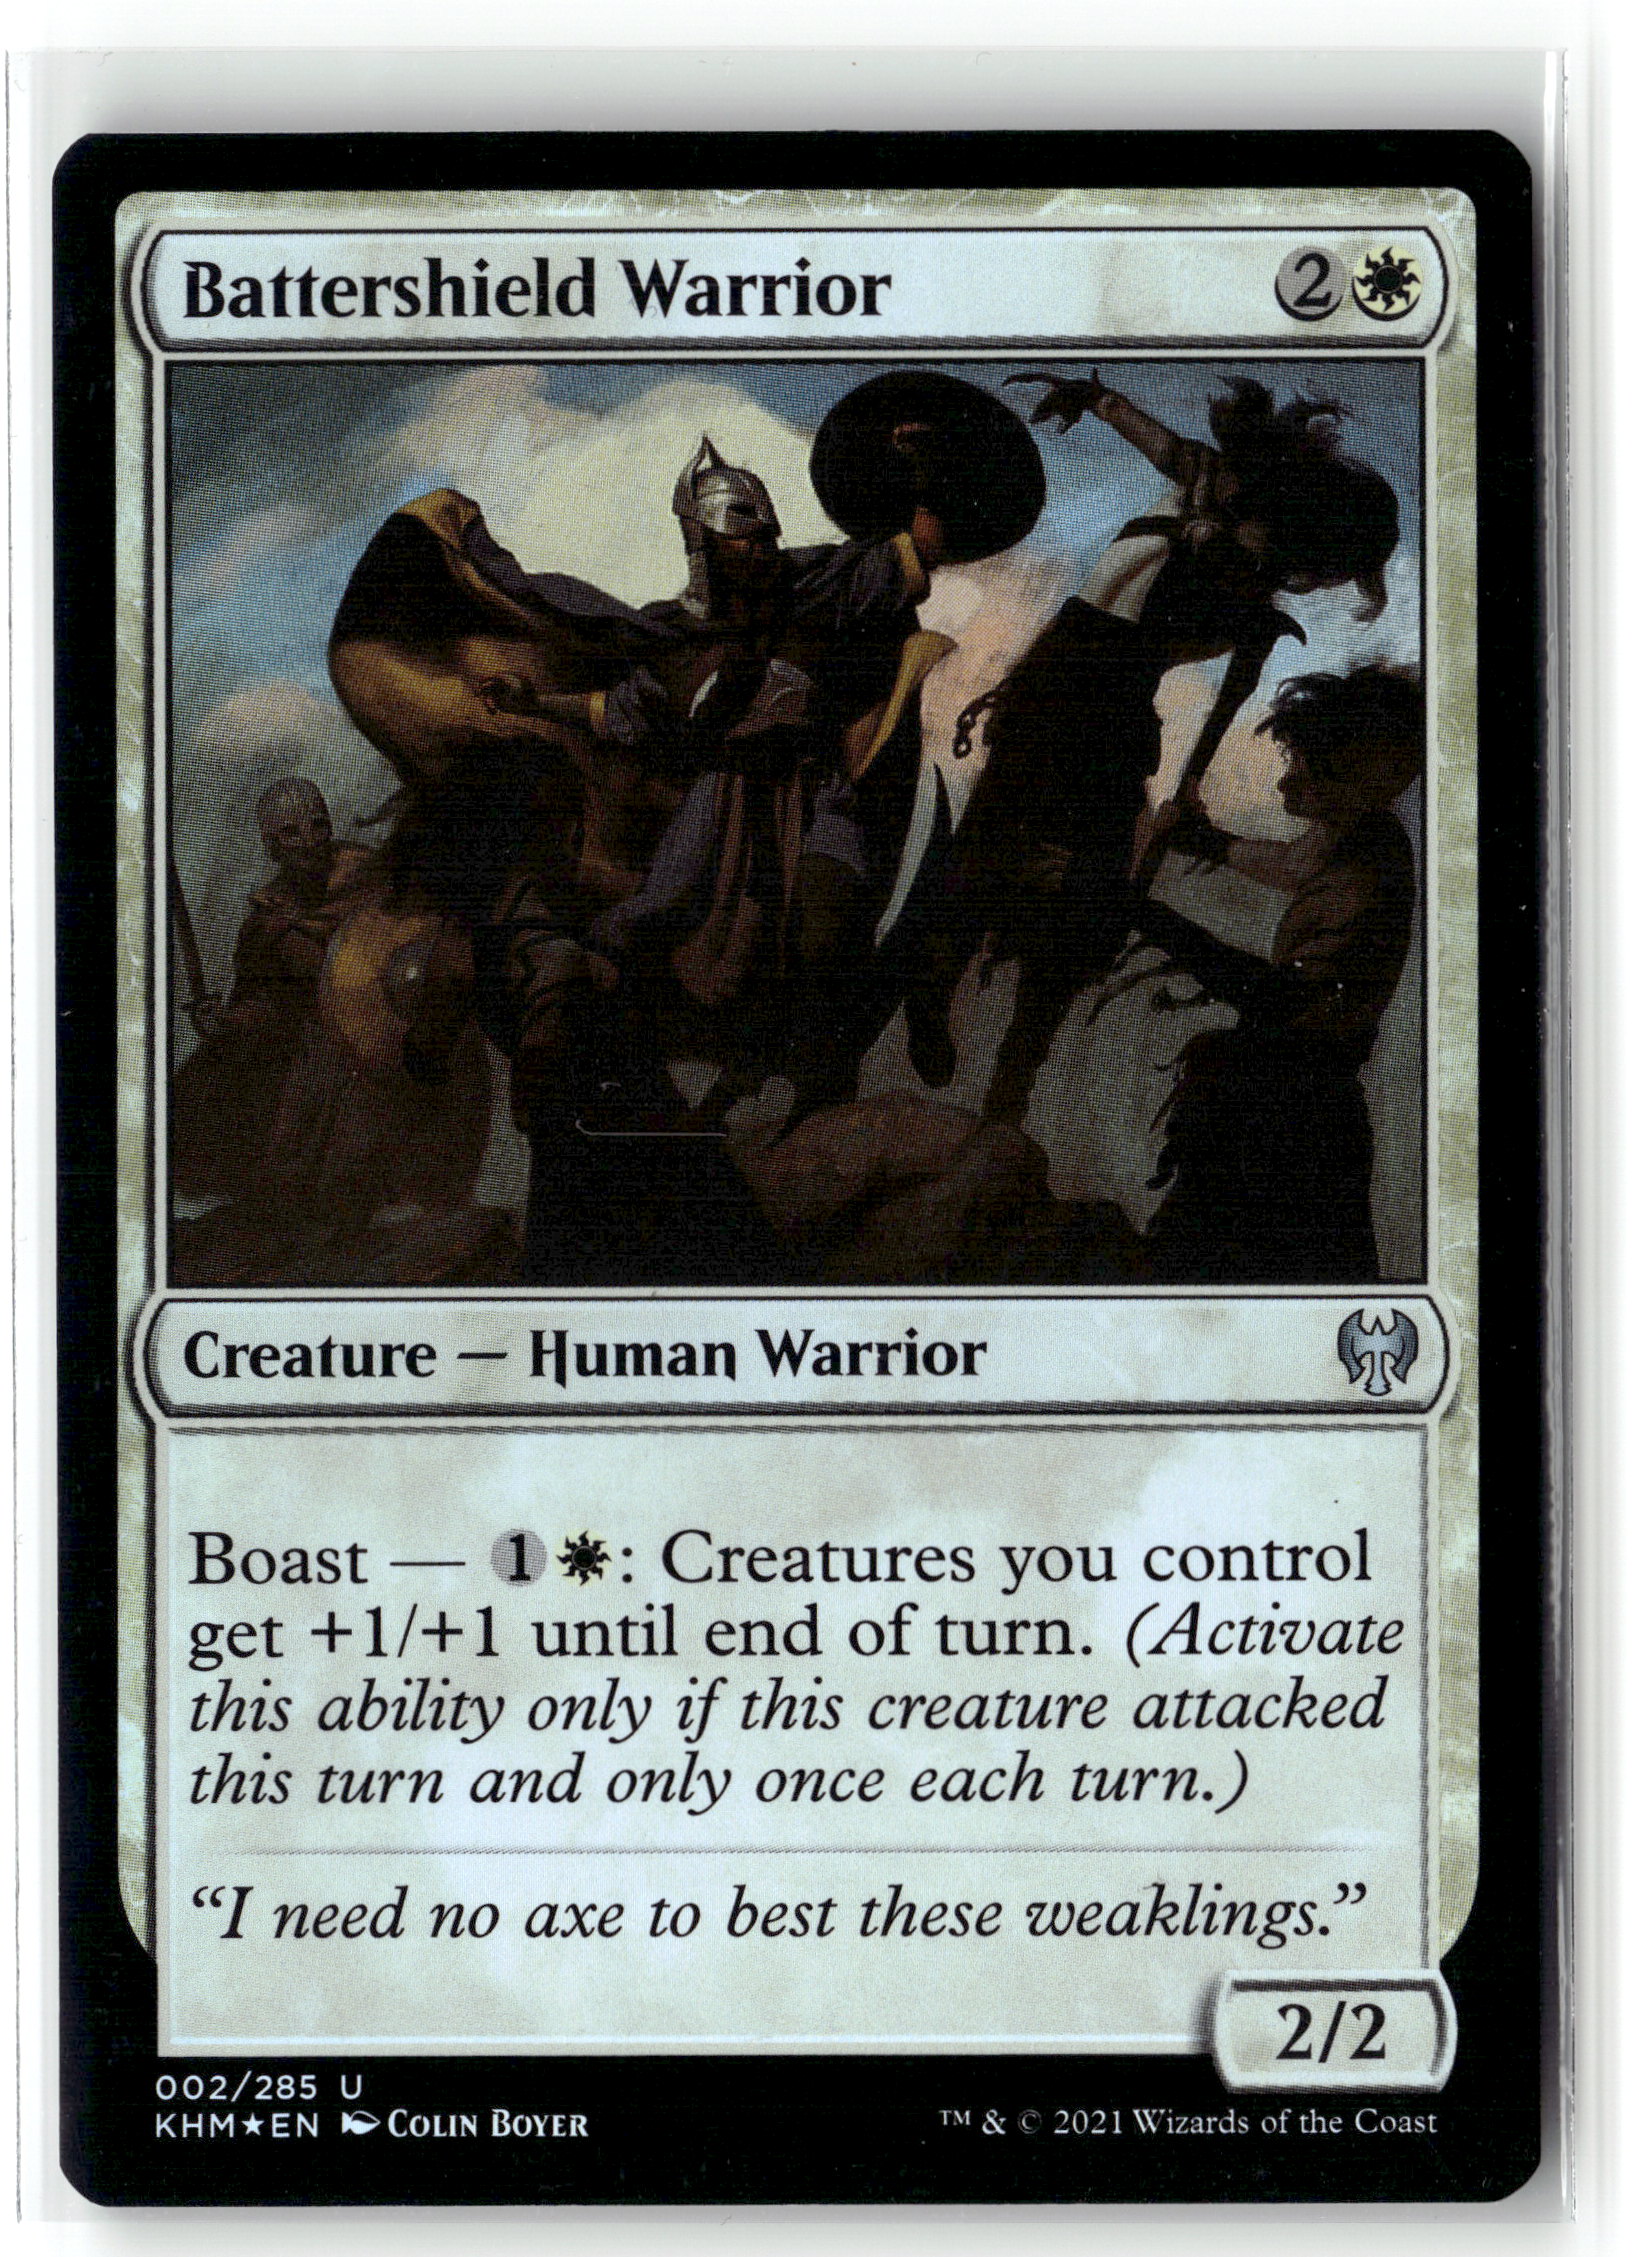 Battershield Warrior 2
Creature — Human Warrior
Boast — 1 : Creatures you control
get +1/+1 until end of turn. (Activate
this ability only if this creature attacked
this turn and only once each turn.)
“I need no axe to best these weaklings.”
2/2
002/285 U
KHM★EN Colin Boyer
™ & © 2021 Wizards of the Coast